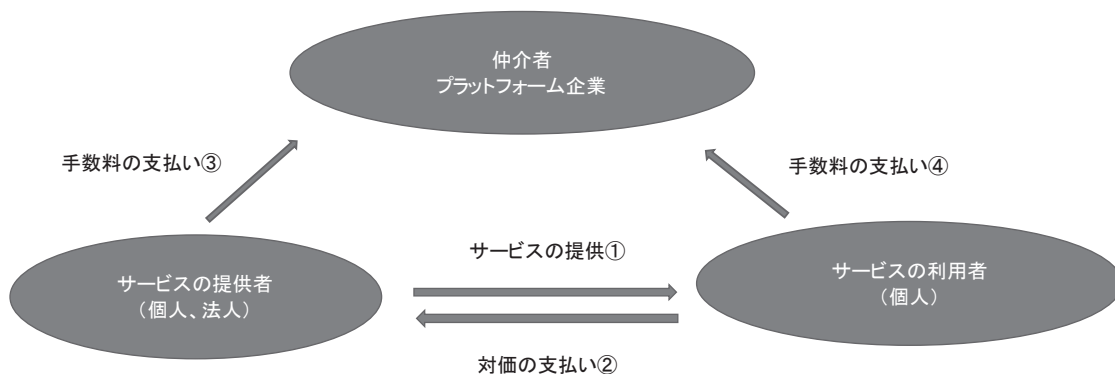 仲介者
プラットフォーム企業
手数料の支払い③
手数料の支払い④
サービスの提供①
サービスの提供者
（個人、法人）
サービスの利用者
（個人）
対価の支払い②